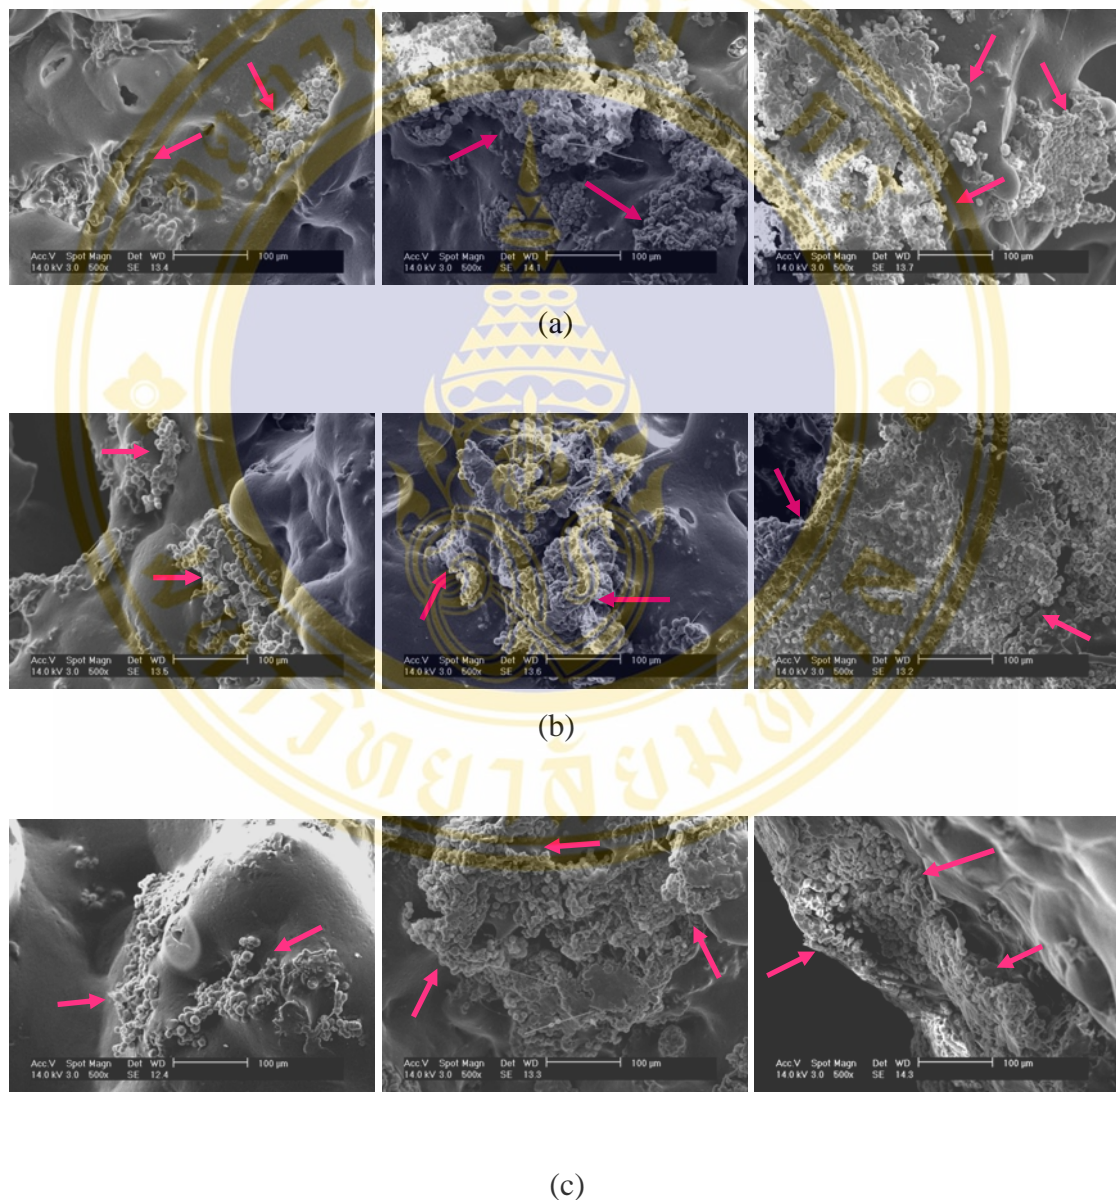 Acc.V Spot Magn Det WD 100 µm
14.0 kV 3.0 500x SE 13.4
Acc.V Spot Magn Det WD 100 µm
14.0 kV 3.0 500x SE 14.1
Acc.V Spot Magn Det WD 100 µm
14.0 kV 3.0 500x SE 13.7
(a)
Acc.V Spot Magn Det WD 100 µm
14.0 kV 3.0 500x SE 13.5
Acc.V Spot Magn Det WD 100 µm
14.0 kV 3.0 500x SE 13.6
Acc.V Spot Magn Det WD 100 µm
14.0 kV 3.0 500x SE 13.2
(b)
Acc.V Spot Magn Det WD 100 µm
14.0 kV 3.0 500x SE 12.4
Acc.V Spot Magn Det WD 100 µm
14.0 kV 3.0 500x SE 13.3
Acc.V Spot Magn Det WD 100 µm
14.0 kV 3.0 500x SE 14.3
(c)